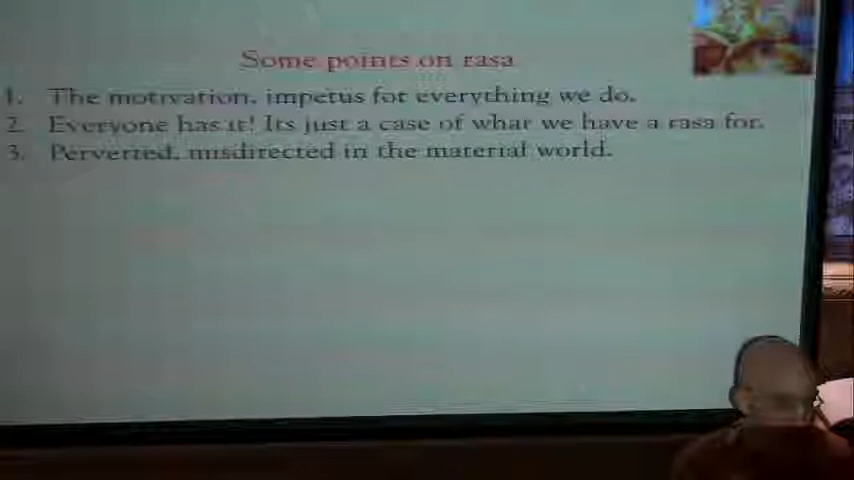 Some points on rasa
1. The motivation, impetus for everything we do.
2. Everyone has it! Its just a case of what we have a rasa for.
3. Perverted, misdirected in the material world.